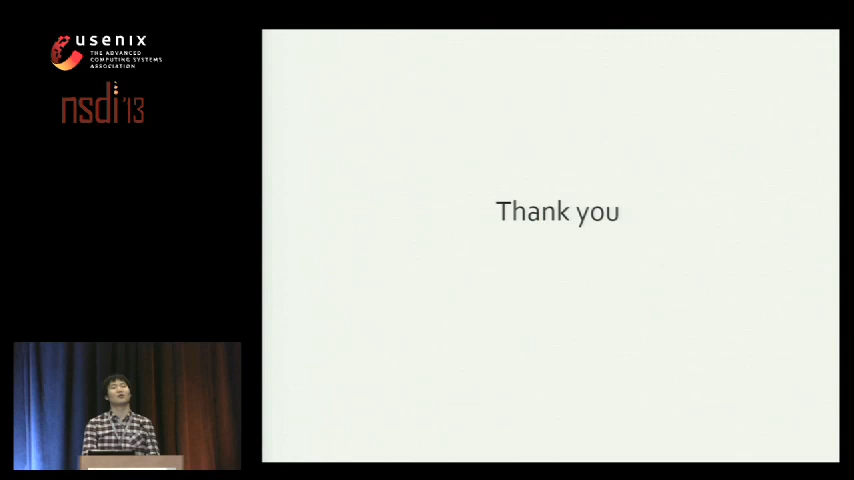 usenix
THE ADVANCED
COMPUTING SYSTEMS
ASSOCIATION
nsdi '13
Thank you